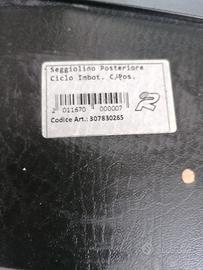 Seggiolino Posteriore
Ciclo Imbot. C/Pos.
2 011670 000007
Codice Art.: 307830265